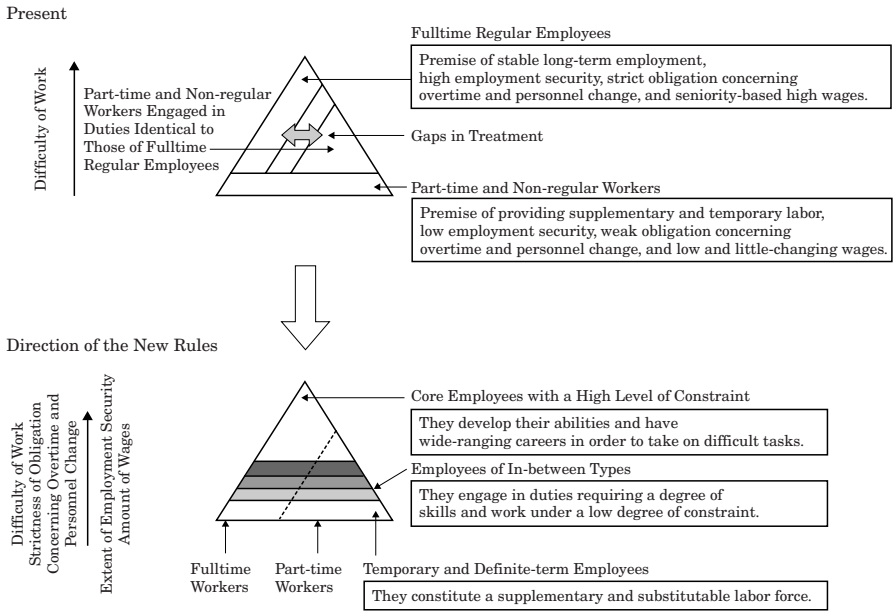 Present
Fulltime Regular Employees
Premise of stable long-term employment,
high employment security, strict obligation concerning
overtime and personnel change, and seniority-based high wages.
Difficulty of Work
Part-time and Non-regular
Workers Engaged in
Duties Identical to
Those of Fulltime
Regular Employees
Gaps in Treatment
Part-time and Non-regular Workers
Premise of providing supplementary and temporary labor,
low employment security, weak obligation concerning
overtime and personnel change, and low and little-changing wages.
Direction of the New Rules
Difficulty of Work
Strictness of Obligation
Concerning Overtime and
Personnel Change
Extent of Employment Security
Amount of Wages
Core Employees with a High Level of Constraint
They develop their abilities and have
wide-ranging careers in order to take on difficult tasks.
Employees of In-between Types
They engage in duties requiring a degree of
skills and work under a low degree of constraint.
Fulltime
Workers
Part-time
Workers
Temporary and Definite-term Employees
They constitute a supplementary and substitutable labor force.